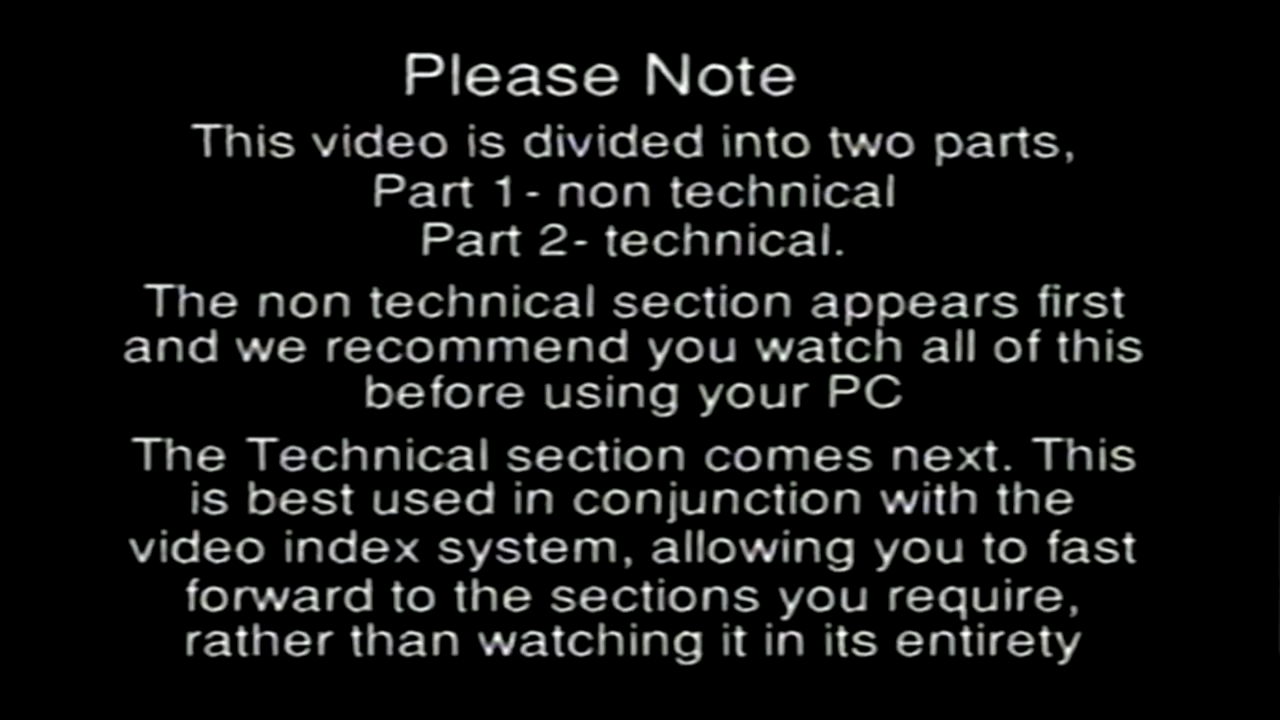 Please Note
This video is divided into two parts,
Part 1- non technical
Part 2- technical.
The non technical section appears first
and we recommend you watch all of this
before using your PC
The Technical section comes next. This
is best used in conjunction with the
video index system, allowing you to fast
forward to the sections you require,
rather than watching it in its entirety